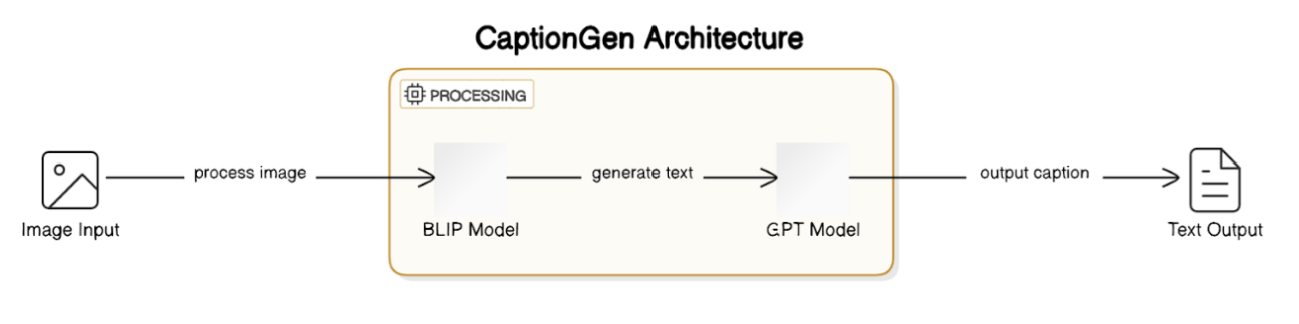 CaptionGen Architecture
PROCESSING
process image
generate text
output caption
Image Input
BLIP Model
GPT Model
Text Output